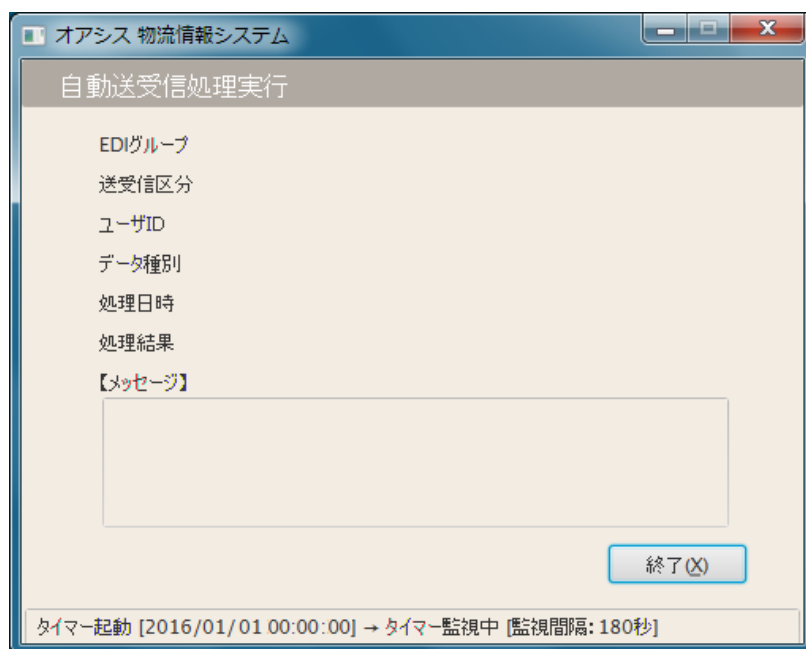 オアシス 物流情報システム
自動送受信処理実行
EDIグループ
送受信区分
ユーザID
データ種別
処理日時
処理結果
【メッセージ】
終了(X)
タイマー起動 [2016/01/01 00:00:00] → タイマー監視中 [監視間隔: 180秒]